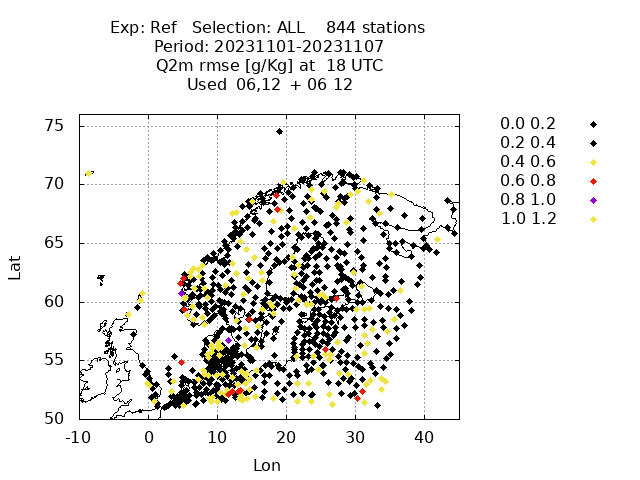 Exp: Ref Selection: ALL 844 stations
Period: 20231101-20231107
Q2m rmse [g/Kg] at 18 UTC
Used 06,12 + 06 12
75
70
65
60
55
50
-10 0 10 20 30 40
Lat
Lon
0.0 0.2
0.2 0.4
0.4 0.6
0.6 0.8
0.8 1.0
1.0 1.2